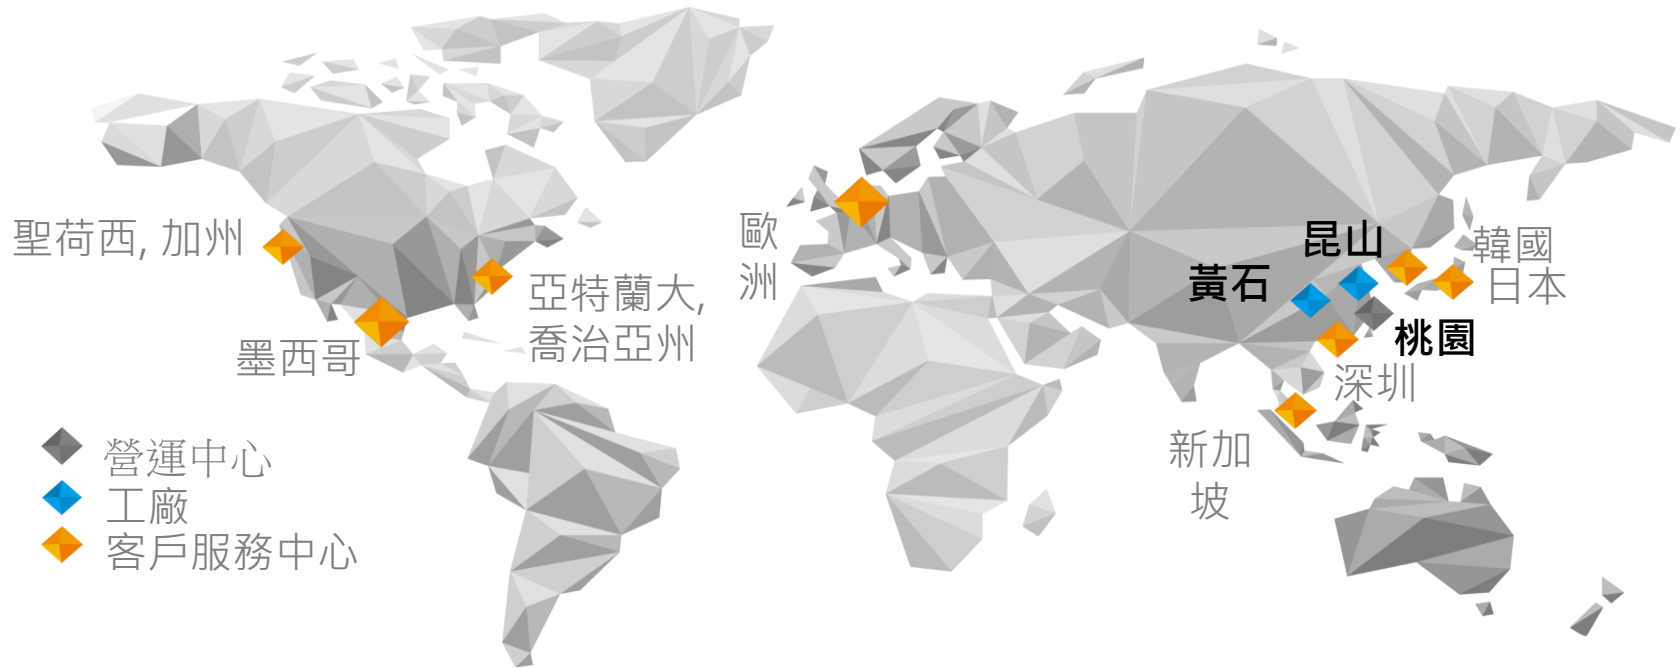 聖荷西, 加州
亞特蘭大,
喬治亞州
墨西哥
歐
洲
昆山
黃石
韓國
日本
桃園
深圳
新加
坡
營運中心
工廠
客戶服務中心